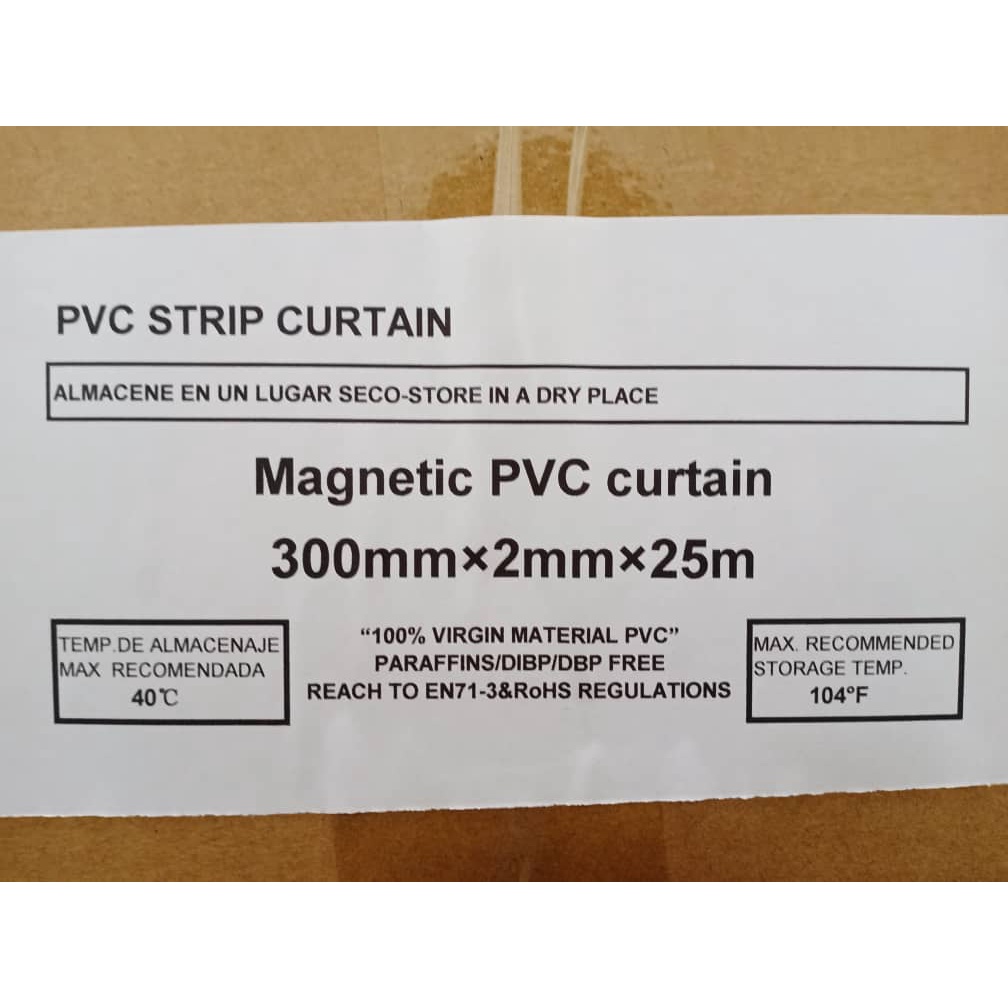 PVC STRIP CURTAIN
ALMACENE EN UN LUGAR SECO-STORE IN A DRY PLACE
Magnetic PVC curtain
300mm×2mm×25m
TEMP.DE ALMACENAJE
MAX RECOMENDADA
40℃
“100% VIRGIN MATERIAL PVC”
PARAFFINS/DIBP/DBP FREE
REACH TO EN71-3&RoHS REGULATIONS
MAX. RECOMMENDED
STORAGE TEMP.
104°F